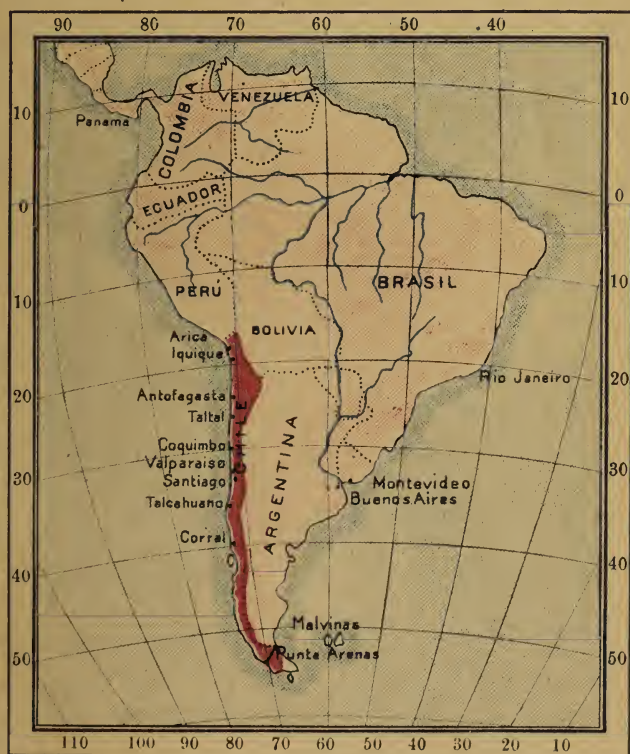 90 80 70 60 50 40
10 10
VENEZUELA
COLOMBIA
Panama
ECUADOR
0 0
PERÚ
BRASIL
10 10
BOLIVIA
Arica
Iquique
Rio Janeiro
20 20
Antofagasta
Taltal
CHILE
ARGENTINA
Coquimbo
Valparaiso
Santiago
30 30
Montevideo
Buenos Aires
Talcahuano
Corral
40 40
Malvinas
Punta Arenas
50 50
110 100 90 80 70 60 50 40 30 20 10